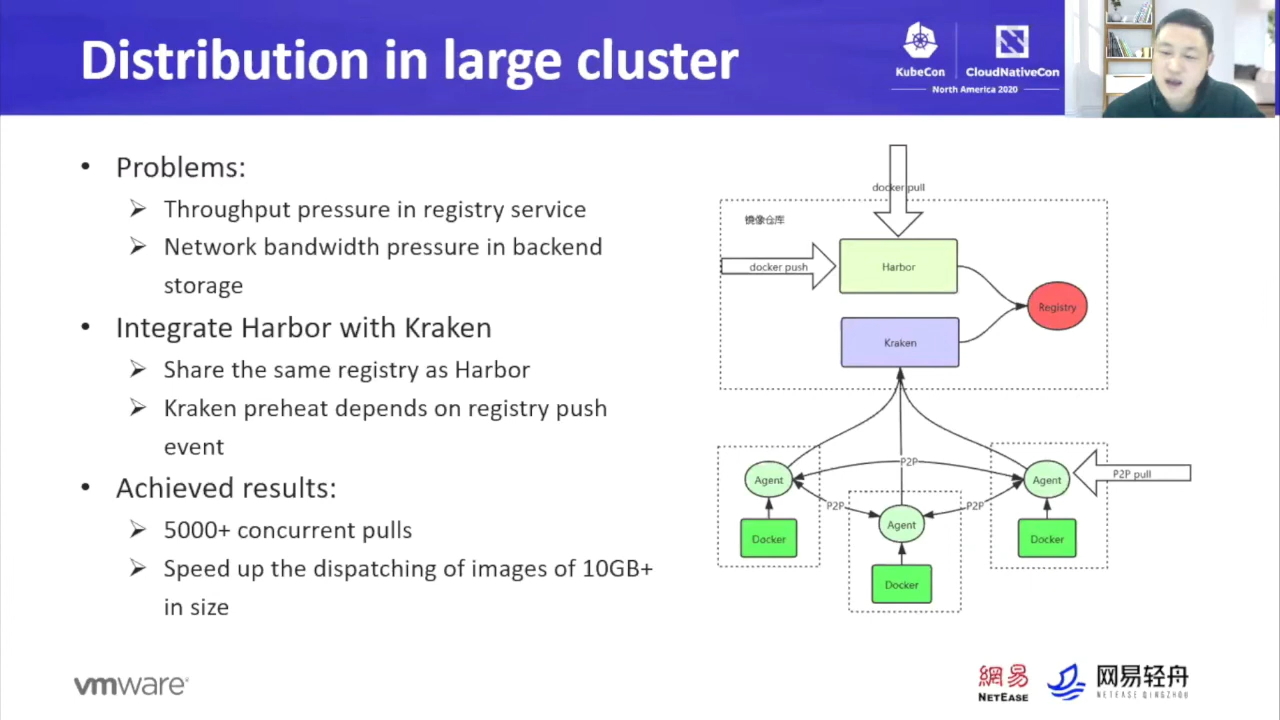 Distribution in large cluster
KubeCon
CloudNativeCon
North America 2020
• Problems:
➢ Throughput pressure in registry service
➢ Network bandwidth pressure in backend
storage
• Integrate Harbor with Kraken
➢ Share the same registry as Harbor
➢ Kraken preheat depends on registry push
event
• Achieved results:
➢ 5000+ concurrent pulls
➢ Speed up the dispatching of images of 10GB+
in size
docker pull
镜像仓库
docker push
Harbor
Registry
Kraken
P2P
Agent
Agent
P2P pull
P2P
P2P
Agent
Docker
Docker
Docker
vmware
網易
NETEASE
网易轻舟
NETEASE QINGZHOU